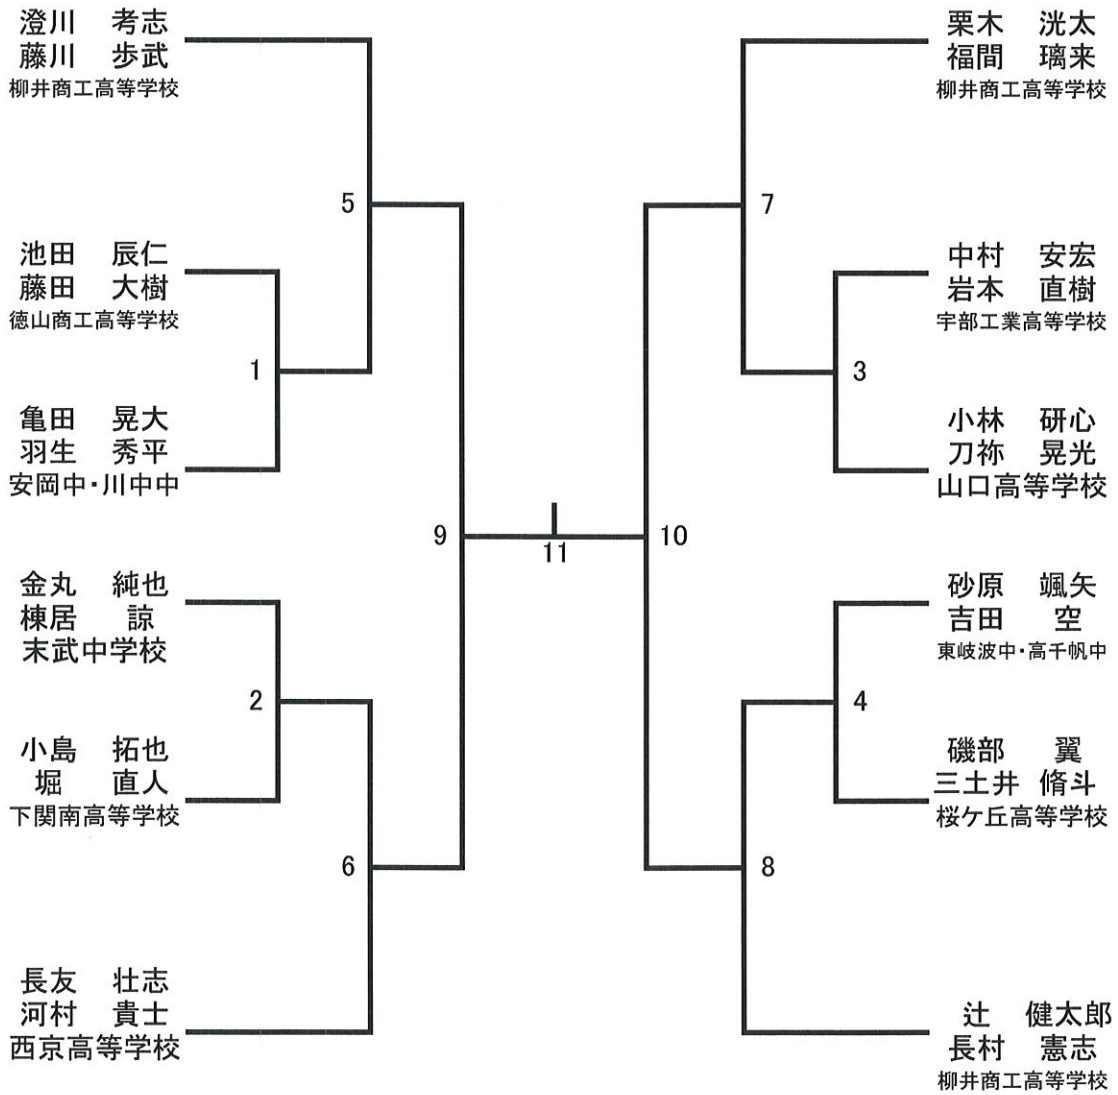 澄川 考志
藤川 歩武
柳井商工高等学校
5
池田 辰仁
藤田 大樹
徳山商工高等学校
1
亀田 晃大
羽生 秀平
安岡中・川中中
9
金丸 純也
棟居 諒
末武中学校
2
小島 拓也
堀 直人
下関南高等学校
6
長友 壮志
河村 貴士
西京高等学校
11
栗木 洸太
福間 璃来
柳井商工高等学校
7
中村 安宏
岩本 直樹
宇部工業高等学校
3
小林 研心
刀祢 晃光
山口高等学校
10
砂原 颯矢
吉田 空
東岐波中・高千帆中
4
磯部 翼
三土井 脩斗
桜ケ丘高等学校
8
辻 健太郎
長村 憲志
柳井商工高等学校